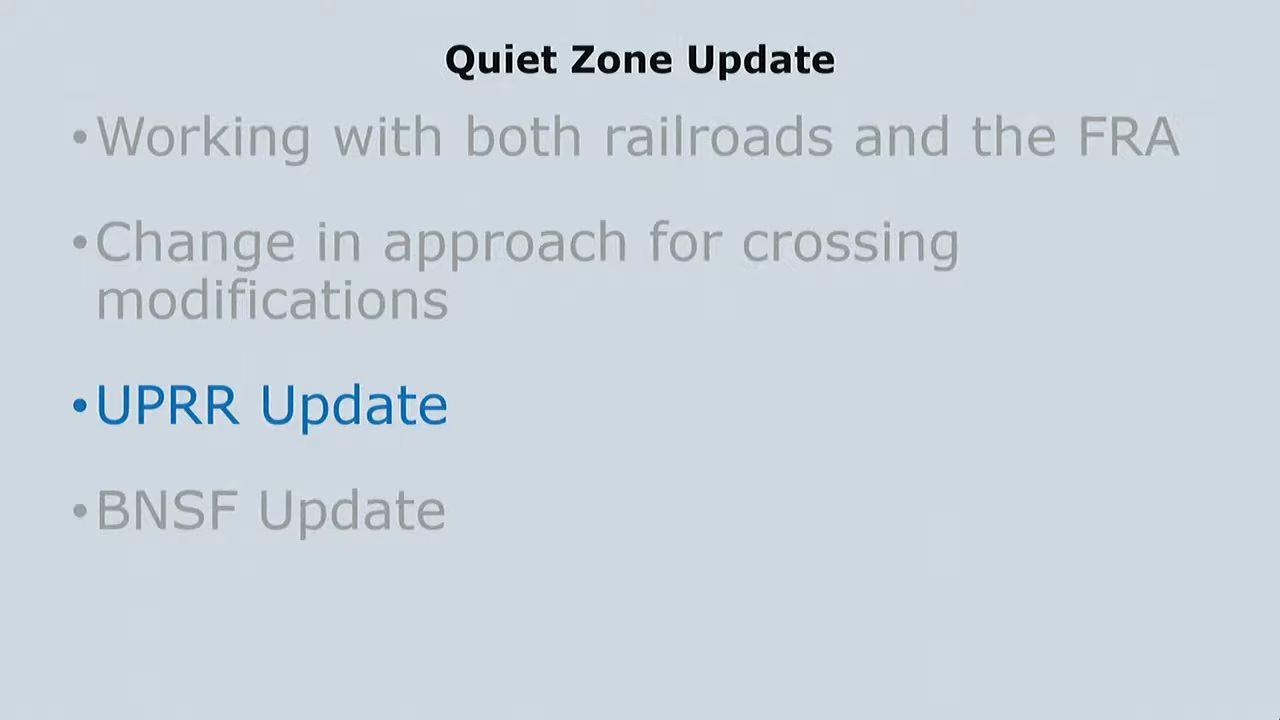 Quiet Zone Update
•Working with both railroads and the FRA
•Change in approach for crossing
modifications
•UPRR Update
•BNSF Update